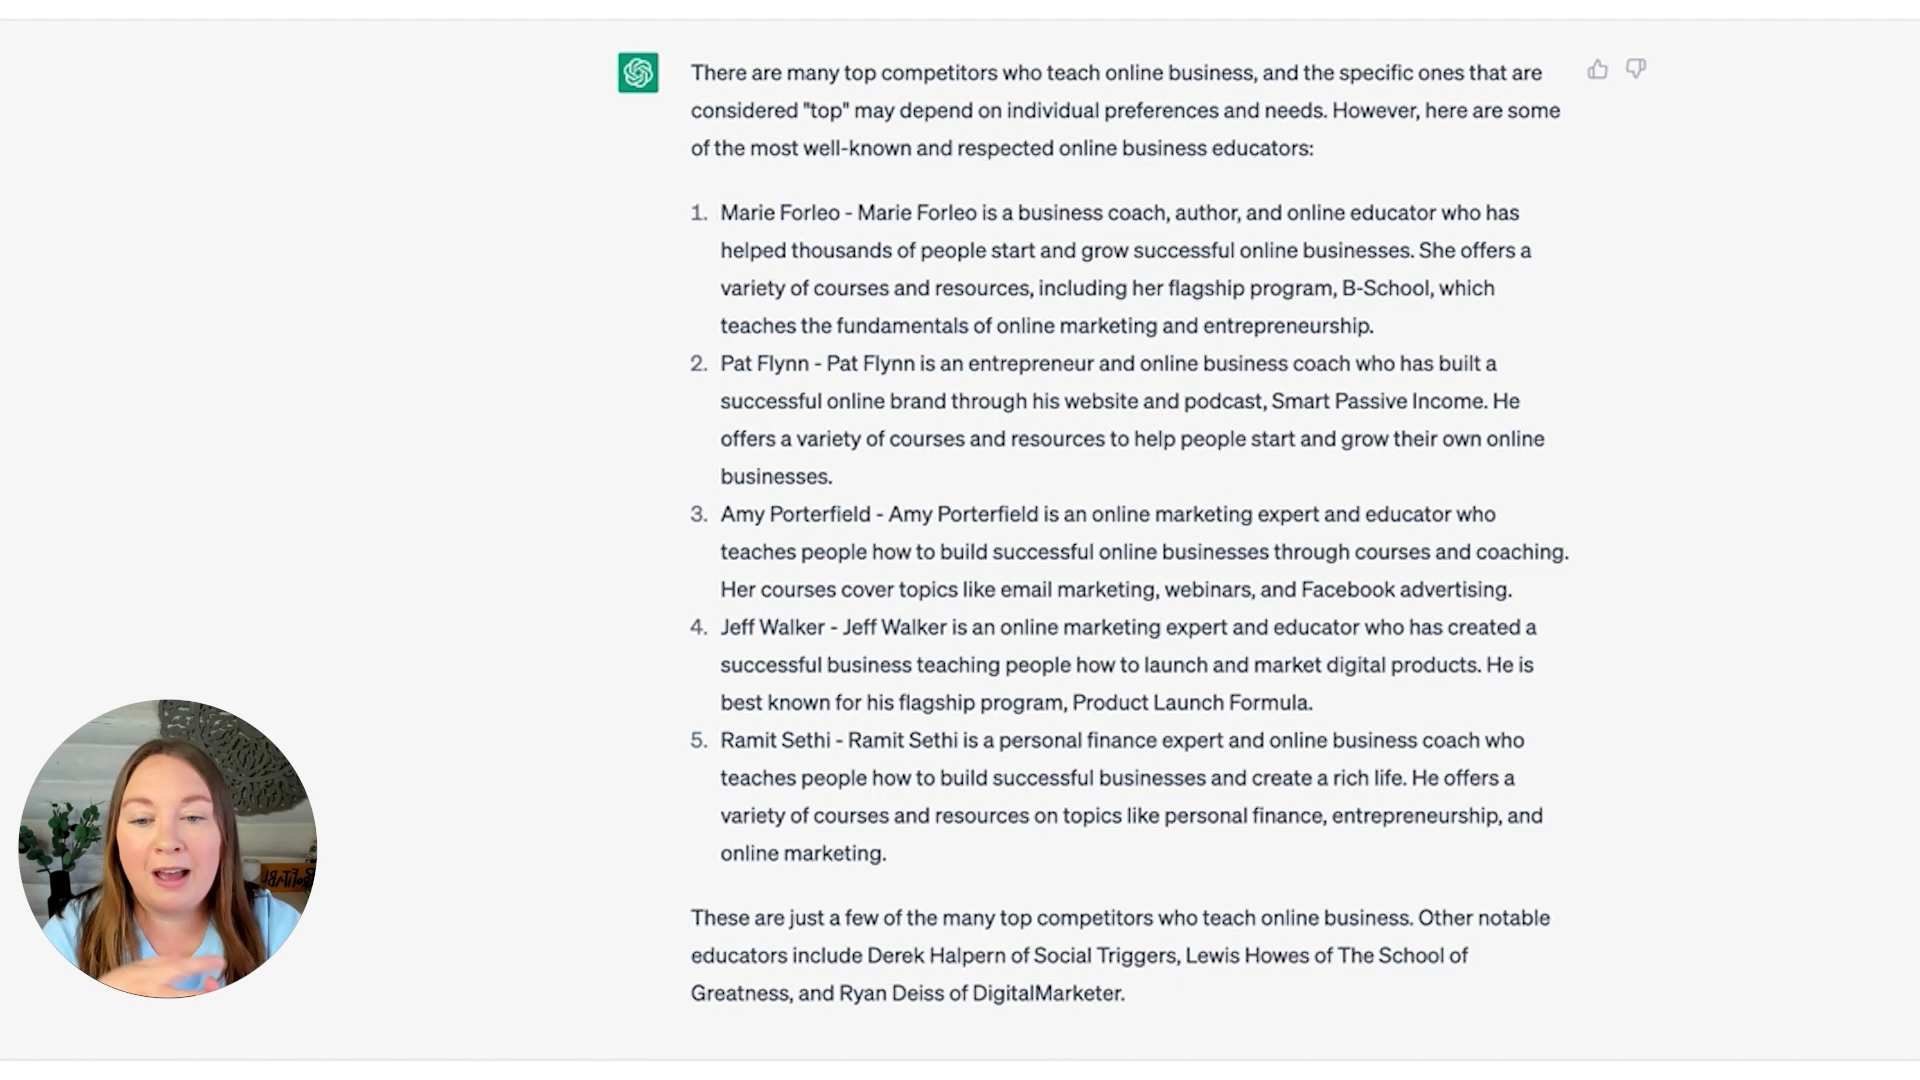 There are many top competitors who teach online business, and the specific ones that are
considered "top" may depend on individual preferences and needs. However, here are some
of the most well-known and respected online business educators:
1. Marie Forleo - Marie Forleo is a business coach, author, and online educator who has
helped thousands of people start and grow successful online businesses. She offers a
variety of courses and resources, including her flagship program, B-School, which
teaches the fundamentals of online marketing and entrepreneurship.
2. Pat Flynn - Pat Flynn is an entrepreneur and online business coach who has built a
successful online brand through his website and podcast, Smart Passive Income. He
offers a variety of courses and resources to help people start and grow their own online
businesses.
3. Amy Porterfield - Amy Porterfield is an online marketing expert and educator who
teaches people how to build successful online businesses through courses and coaching.
Her courses cover topics like email marketing, webinars, and Facebook advertising.
4. Jeff Walker - Jeff Walker is an online marketing expert and educator who has created a
successful business teaching people how to launch and market digital products. He is
best known for his flagship program, Product Launch Formula.
5. Ramit Sethi - Ramit Sethi is a personal finance expert and online business coach who
teaches people how to build successful businesses and create a rich life. He offers a
variety of courses and resources on topics like personal finance, entrepreneurship, and
online marketing.
These are just a few of the many top competitors who teach online business. Other notable
educators include Derek Halpern of Social Triggers, Lewis Howes of The School of
Greatness, and Ryan Deiss of DigitalMarketer.